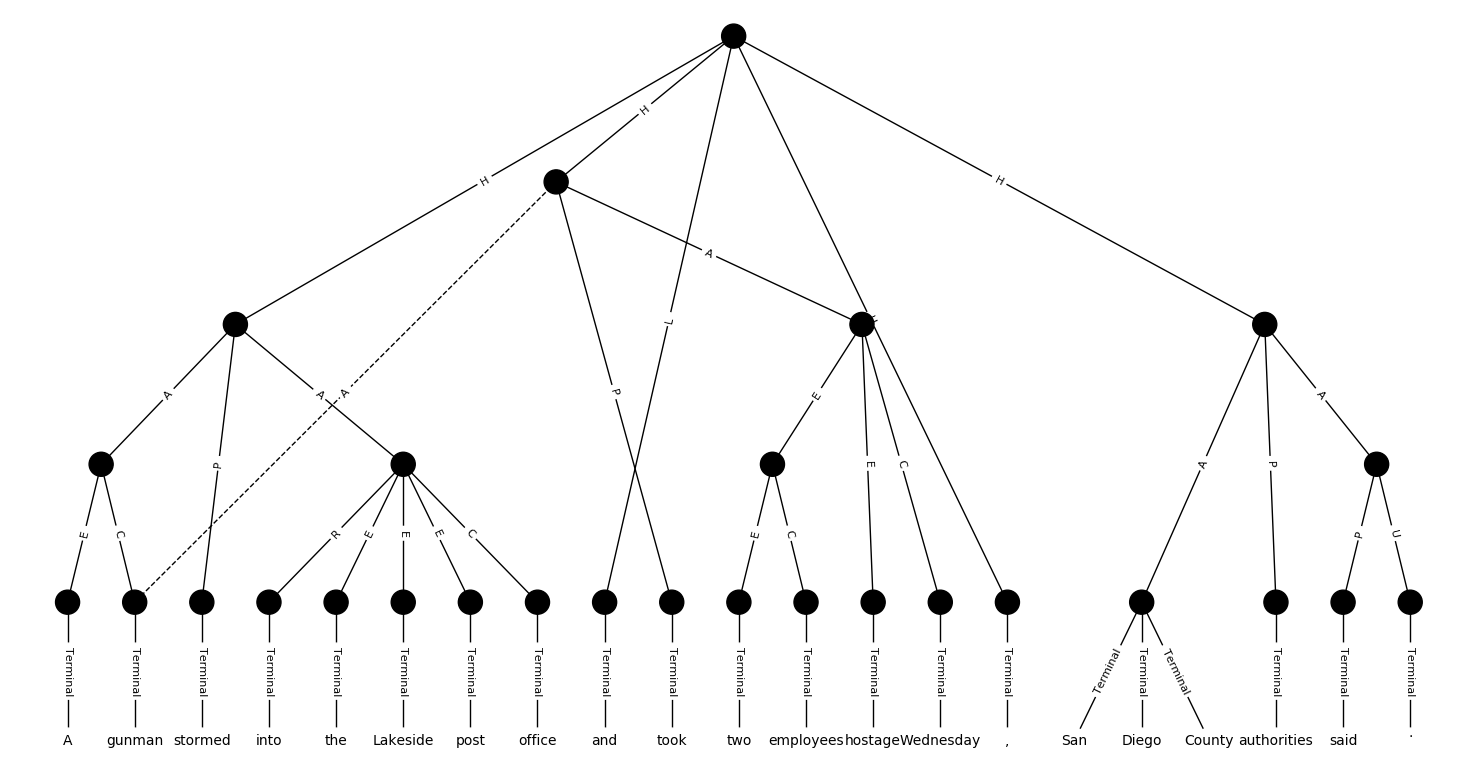 H
H
H
A
L
U
A
A
A
P
E
A
P
E
C
A
P
E
C
R
E
E
E
C
E
C
P
U
Terminal Terminal Terminal Terminal Terminal Terminal Terminal Terminal Terminal Terminal Terminal Terminal Terminal Terminal Terminal Terminal Terminal Terminal Terminal Terminal Terminal
A gunman stormed into the Lakeside post office and took two employees hostage Wednesday , San Diego County authorities said .